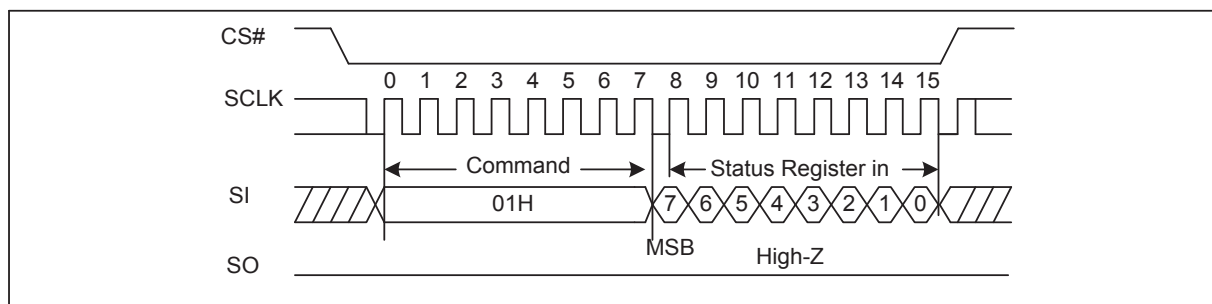 CS#
0 1 2 3 4 5 6 7 8 9 10 11 12 13 14 15
SCLK
Command Status Register in
SI 01H 7 6 5 4 3 2 1 0
MSB High-Z
SO